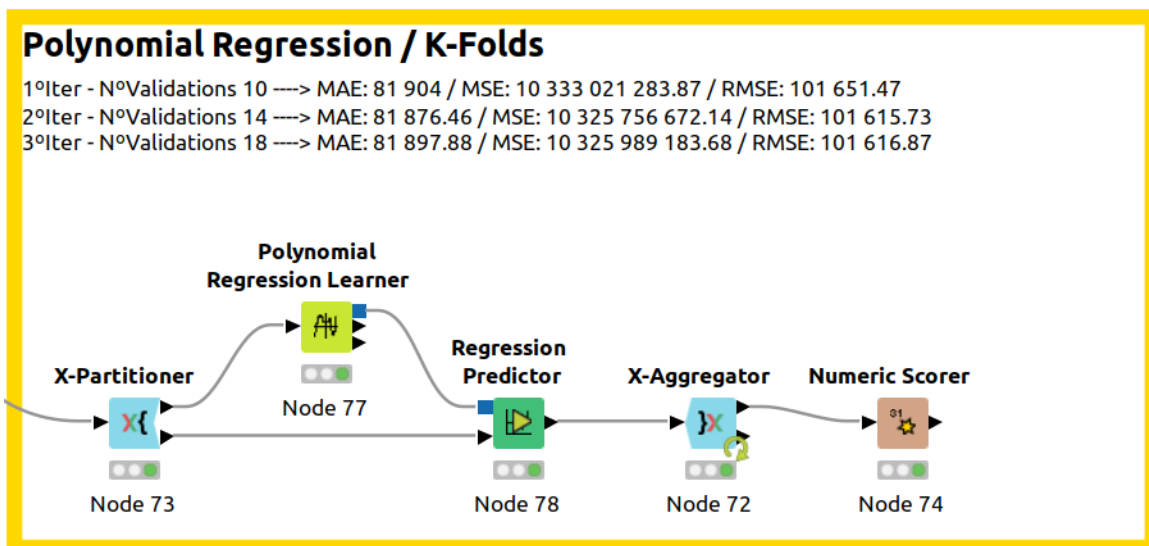 Polynomial Regression / K-Folds
1ºIter - NºValidations 10 ----> MAE: 81 904 / MSE: 10 333 021 283.87 / RMSE: 101 651.47
2ºIter - NºValidations 14 ----> MAE: 81 876.46 / MSE: 10 325 756 672.14 / RMSE: 101 615.73
3ºIter - NºValidations 18 ----> MAE: 81 897.88 / MSE: 10 325 989 183.68 / RMSE: 101 616.87
Polynomial
Regression Learner
Node 77
X-Partitioner
Node 73
Regression
Predictor
Node 78
X-Aggregator
Node 72
Numeric Scorer
31
Node 74